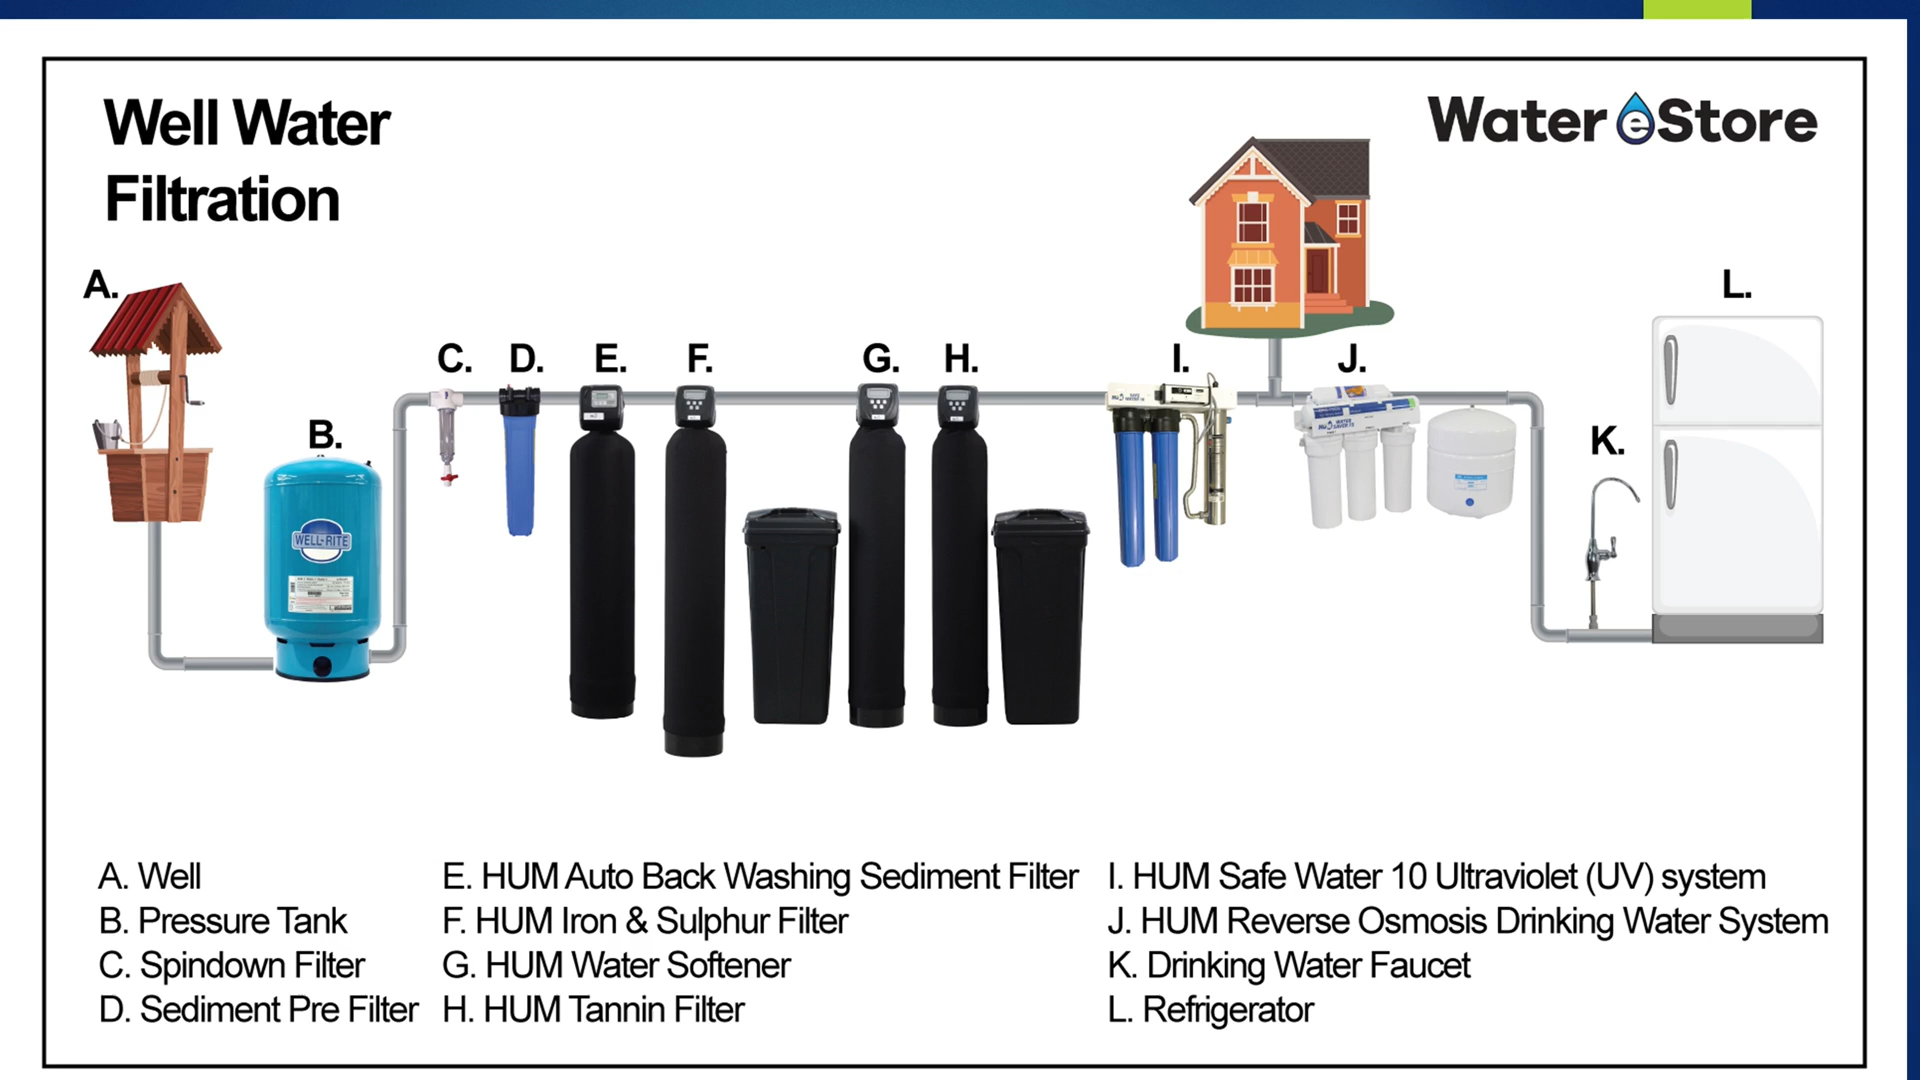 Well Water
Filtration
Water eStore
A.
B.
C.
D.
E.
F.
G.
H.
I.
J.
K.
L.
WELL-RITE
A. Well
B. Pressure Tank
C. Spindown Filter
D. Sediment Pre Filter
E. HUM Auto Back Washing Sediment Filter
F. HUM Iron & Sulphur Filter
G. HUM Water Softener
H. HUM Tannin Filter
I. HUM Safe Water 10 Ultraviolet (UV) system
J. HUM Reverse Osmosis Drinking Water System
K. Drinking Water Faucet
L. Refrigerator